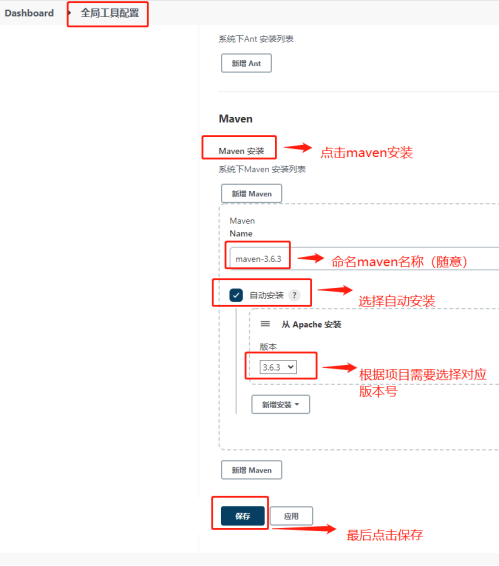 Dashboard
全局工具配置
系统下Ant 安装列表
新增 Ant
Maven
Maven 安装
点击maven安装
系统下Maven 安装列表
新增 Maven
Maven
Name
maven-3.6.3
命名maven名称（随意）
自动安装 ?
选择自动安装
从 Apache 安装
版本
3.6.3
根据项目需要选择对应
版本号
新增安装
新增 Maven
保存
应用
最后点击保存